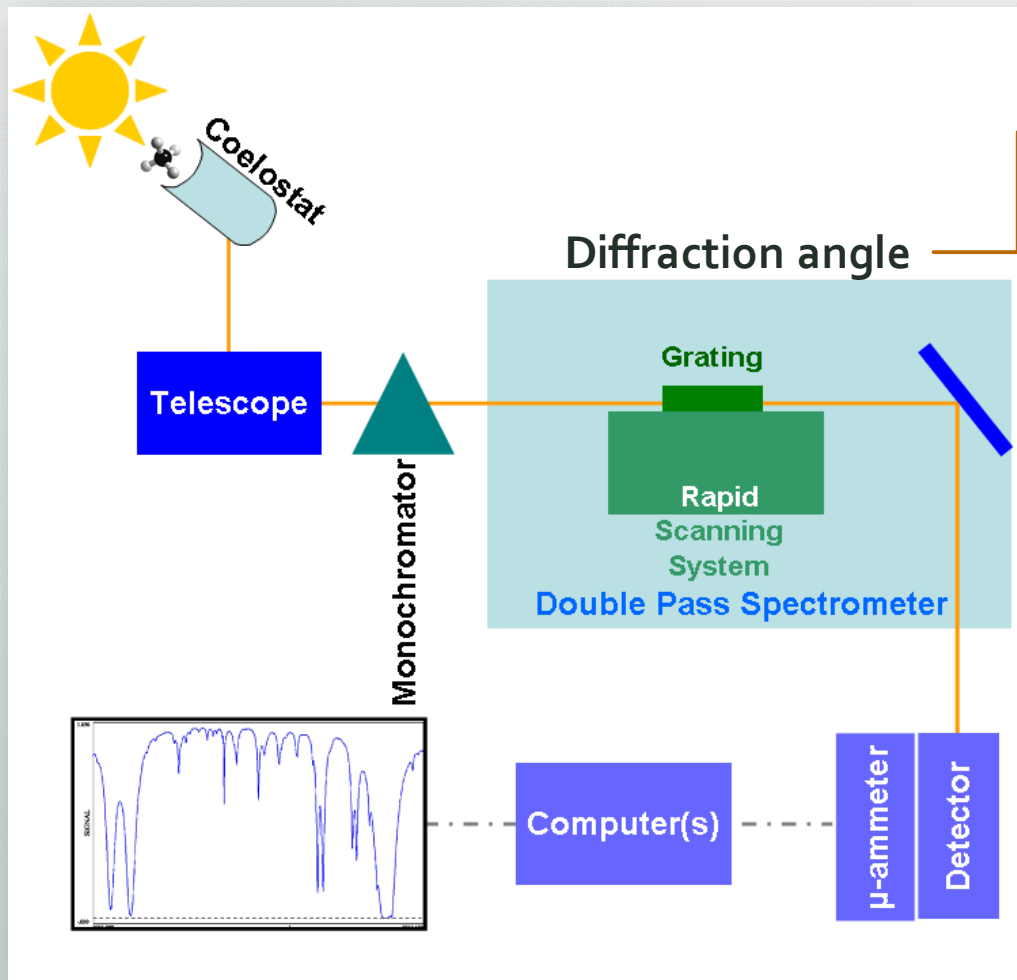 Coelostat
Diffraction angle
Grating
Telescope
Rapid
Scanning
System
Double Pass Spectrometer
Monochromator
SIGNAL
Computer(s)
µ-ammeter
Detector